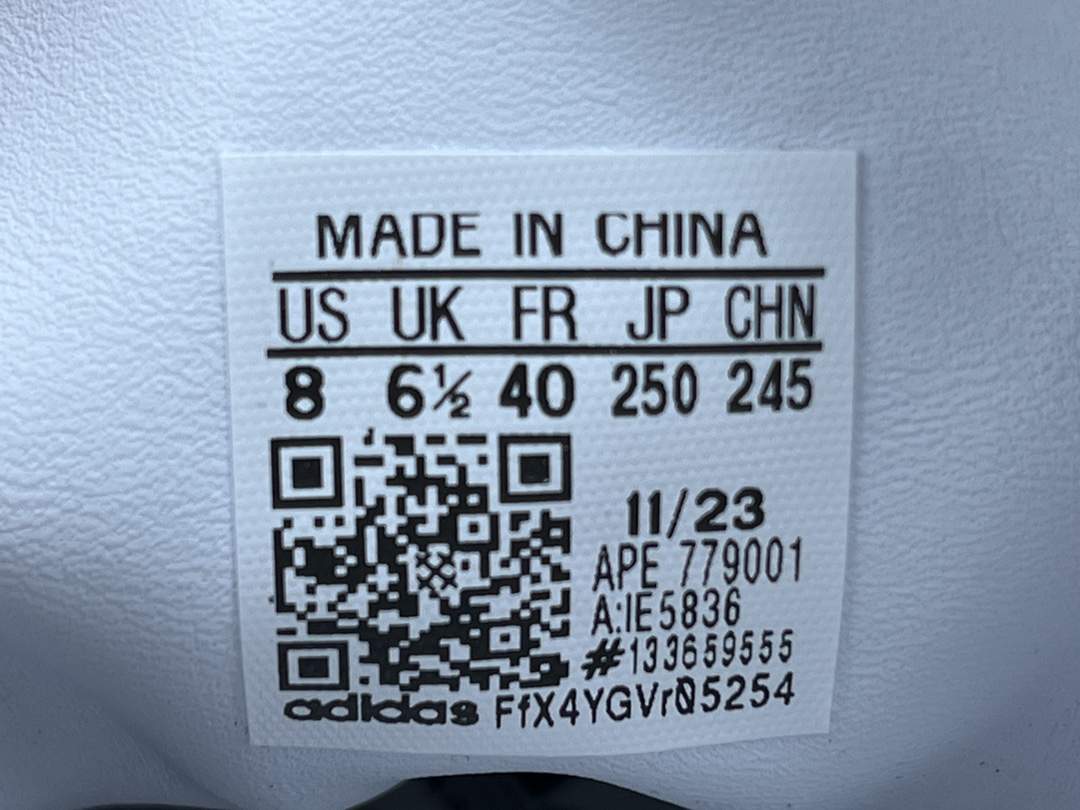 MADE IN CHINA
US UK FR JP CHN
8 6½ 40 250 245
11/23
APE 779001
A:IE5836
#133659555
adidas FfX4YGVrQ5254